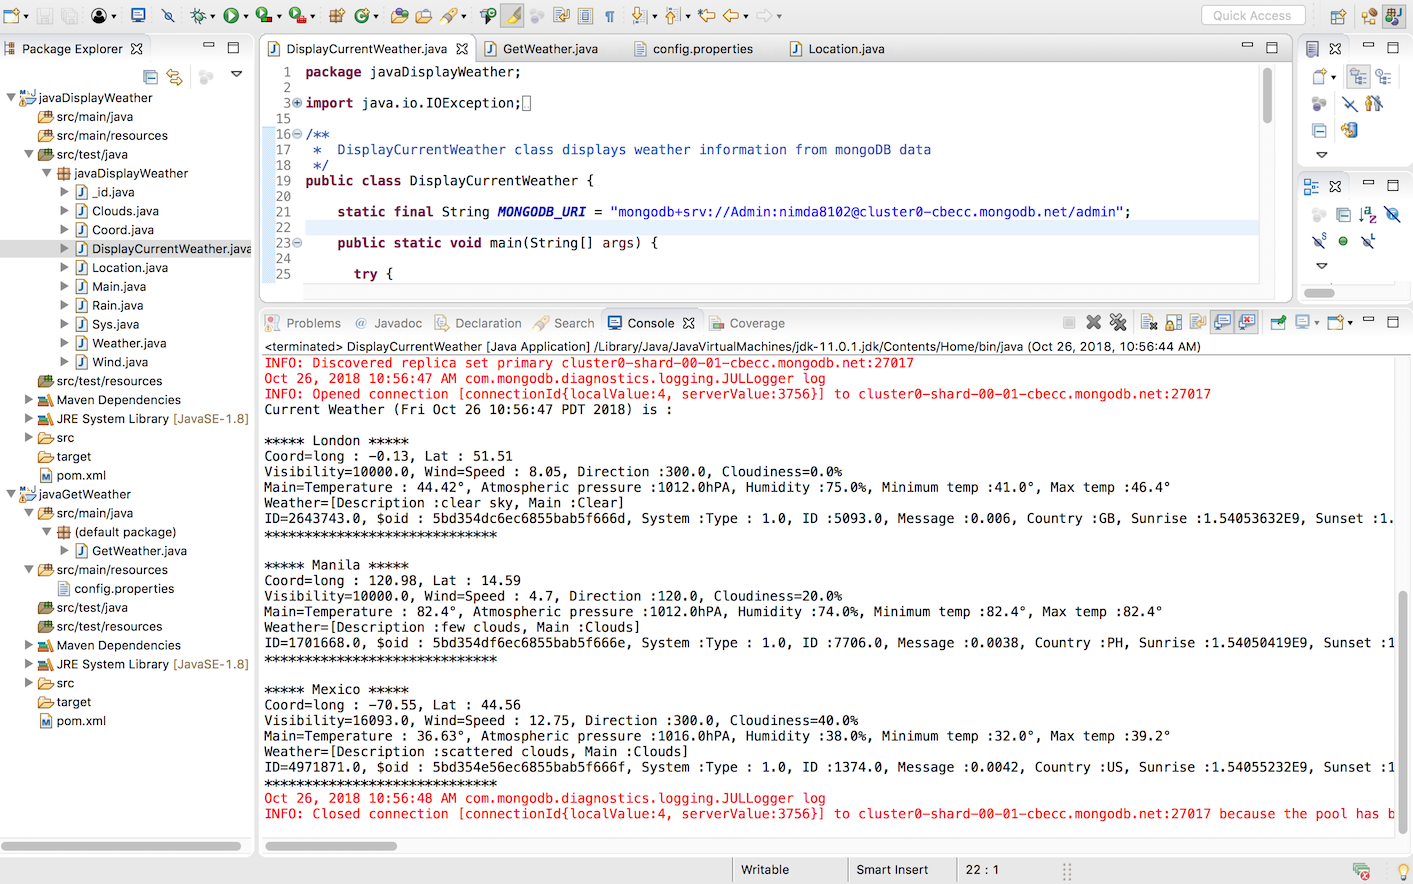 Quick Access
Package Explorer
javaDisplayWeather
src/main/java
src/main/resources
src/test/java
javaDisplayWeather
_id.java
Clouds.java
Coord.java
DisplayCurrentWeather.java
Location.java
Main.java
Rain.java
Sys.java
Weather.java
Wind.java
src/test/resources
Maven Dependencies
JRE System Library [JavaSE-1.8]
src
target
pom.xml
javaGetWeather
src/main/java
(default package)
GetWeather.java
src/main/resources
config.properties
src/test/java
src/test/resources
Maven Dependencies
JRE System Library [JavaSE-1.8]
src
target
pom.xml
DisplayCurrentWeather.java GetWeather.java config.properties Location.java
1 package javaDisplayWeather;
2
3 import java.io.IOException;
15
16 /**
17 * DisplayCurrentWeather class displays weather information from mongoDB data
18 */
19 public class DisplayCurrentWeather {
20
21 static final String MONGODB_URI = "mongodb+srv://Admin:nimda8102@cluster0-cbecc.mongodb.net/admin";
22
23 public static void main(String[] args) {
24
25 try {
Problems @ Javadoc Declaration Search Console Coverage
<terminated> DisplayCurrentWeather [Java Application] /Library/Java/JavaVirtualMachines/jdk-11.0.1.jdk/Contents/Home/bin/java (Oct 26, 2018, 10:56:44 AM)
INFO: Discovered replica set primary cluster0-shard-00-01-cbecc.mongodb.net:27017
Oct 26, 2018 10:56:47 AM com.mongodb.diagnostics.logging.JULLogger log
INFO: Opened connection [connectionId{localValue:4, serverValue:3756}] to cluster0-shard-00-01-cbecc.mongodb.net:27017
Current Weather (Fri Oct 26 10:56:47 PDT 2018) is :
***** London *****
Coord=long : -0.13, Lat : 51.51
Visibility=10000.0, Wind=Speed : 8.05, Direction :300.0, Cloudiness=0.0%
Main=Temperature : 44.42°, Atmospheric pressure :1012.0hPA, Humidity :75.0%, Minimum temp :41.0°, Max temp :46.4°
Weather=[Description :clear sky, Main :Clear]
ID=2643743.0, $oid : 5bd354dc6ec6855bab5f666d, System :Type : 1.0, ID :5093.0, Message :0.006, Country :GB, Sunrise :1.54053632E9, Sunset :1.
*****************************
***** Manila *****
Coord=long : 120.98, Lat : 14.59
Visibility=10000.0, Wind=Speed : 4.7, Direction :120.0, Cloudiness=20.0%
Main=Temperature : 82.4°, Atmospheric pressure :1012.0hPA, Humidity :74.0%, Minimum temp :82.4°, Max temp :82.4°
Weather=[Description :few clouds, Main :Clouds]
ID=1701668.0, $oid : 5bd354df6ec6855bab5f666e, System :Type : 1.0, ID :7706.0, Message :0.0038, Country :PH, Sunrise :1.54050419E9, Sunset :1
*****************************
***** Mexico *****
Coord=long : -70.55, Lat : 44.56
Visibility=16093.0, Wind=Speed : 12.75, Direction :300.0, Cloudiness=40.0%
Main=Temperature : 36.63°, Atmospheric pressure :1016.0hPA, Humidity :38.0%, Minimum temp :32.0°, Max temp :39.2°
Weather=[Description :scattered clouds, Main :Clouds]
ID=4971871.0, $oid : 5bd354e56ec6855bab5f666f, System :Type : 1.0, ID :1374.0, Message :0.0042, Country :US, Sunrise :1.54055232E9, Sunset :1
*****************************
Oct 26, 2018 10:56:48 AM com.mongodb.diagnostics.logging.JULLogger log
INFO: Closed connection [connectionId{localValue:4, serverValue:3756}] to cluster0-shard-00-01-cbecc.mongodb.net:27017 because the pool has b
Writable Smart Insert 22 : 1